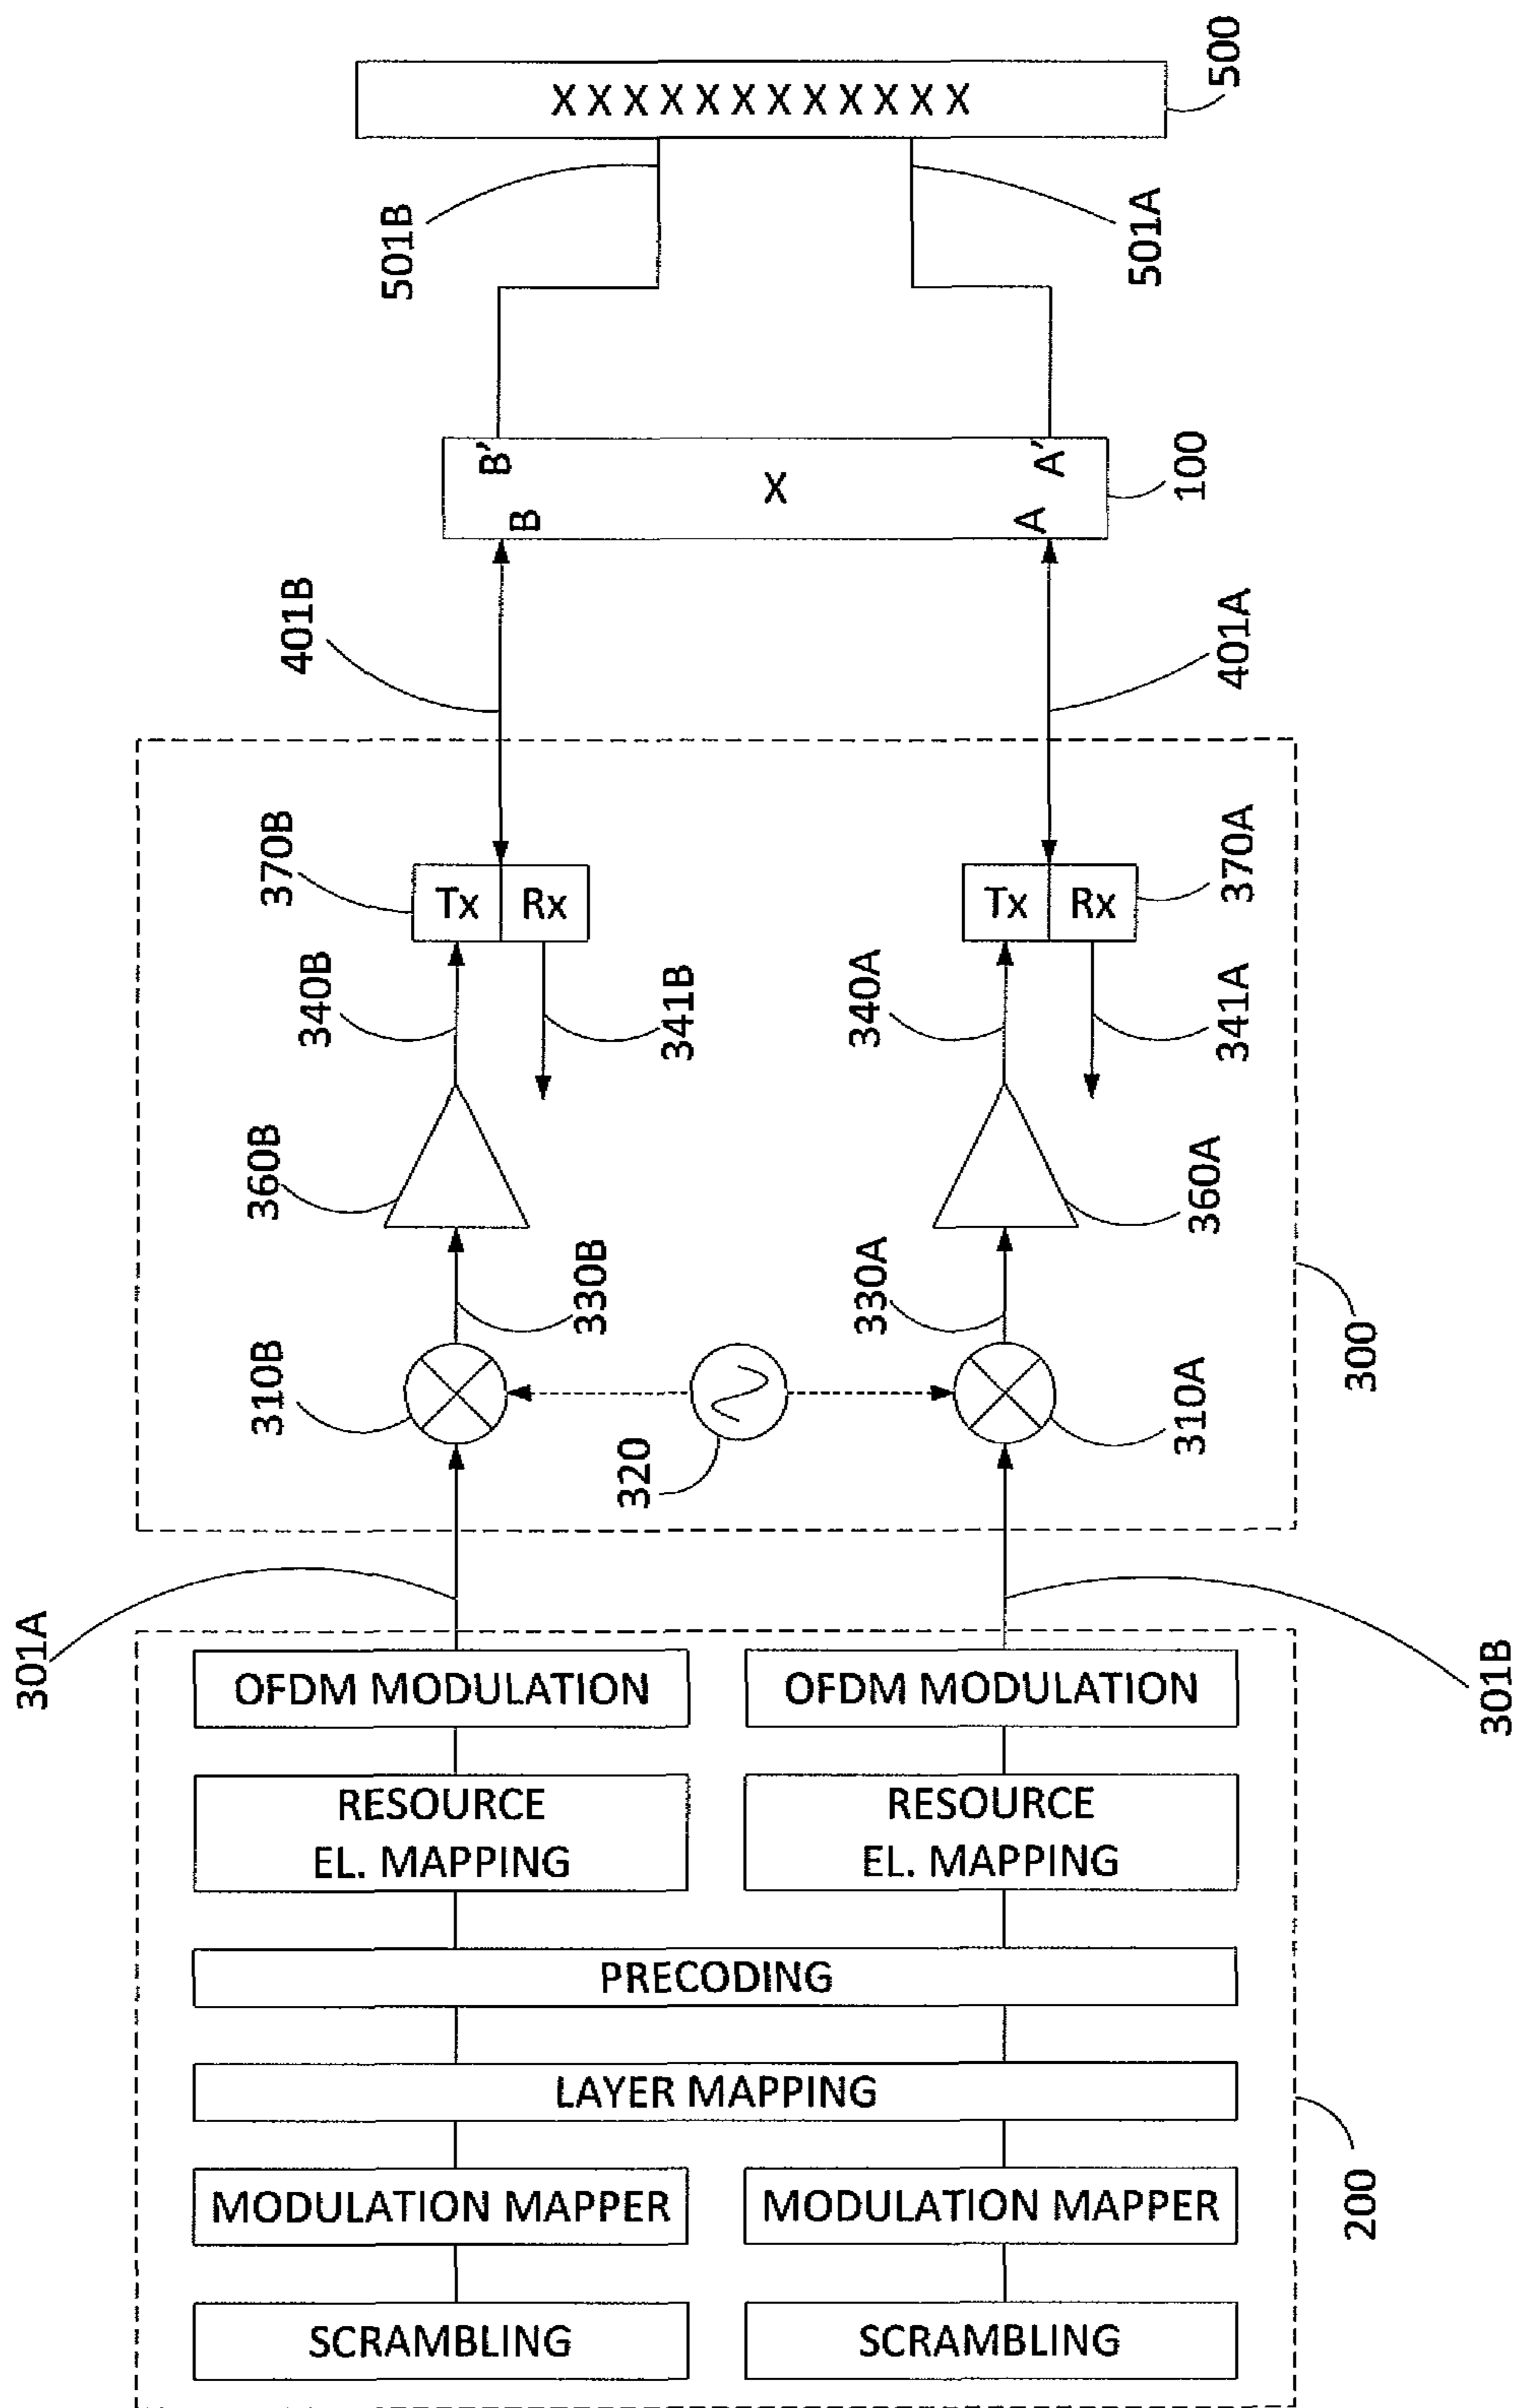 500
X X X X X X X X X X X X
501B
501A
B'
A'
X
B
A
100
401B
401A
370B
Tx
Rx
Tx
Rx
370A
340B
341B
340A
341A
360B
360A
330B
330A
310B
320
310A
300
301A
301B
OFDM MODULATION
OFDM MODULATION
RESOURCE
EL. MAPPING
RESOURCE
EL. MAPPING
PRECODING
LAYER MAPPING
MODULATION MAPPER
MODULATION MAPPER
200
SCRAMBLING
SCRAMBLING